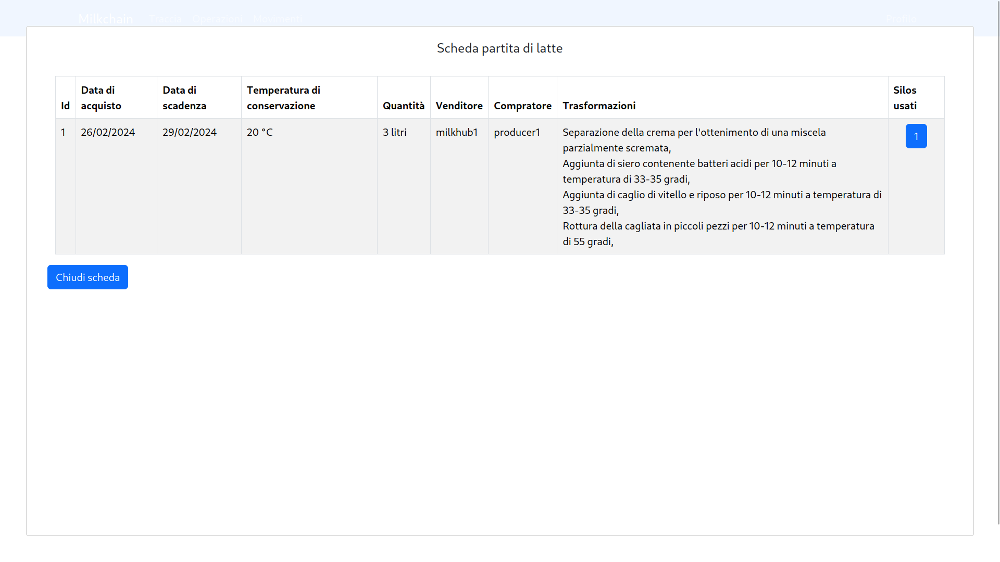 Milkchain Traccia Operazioni Movimenti Profilo
Scheda partita di latte
Id Data di acquisto Data di scadenza Temperatura di conservazione Quantità Venditore Compratore Trasformazioni Silos usati
1 26/02/2024 29/02/2024 20 °C 3 litri milkhub1 producer1 Separazione della crema per l'ottenimento di una miscela 1
parzialmente scremata,
Aggiunta di siero contenente batteri acidi per 10-12 minuti a
temperatura di 33-35 gradi,
Aggiunta di caglio di vitello e riposo per 10-12 minuti a temperatura di
33-35 gradi,
Rottura della cagliata in piccoli pezzi per 10-12 minuti a temperatura
di 55 gradi,
Chiudi scheda